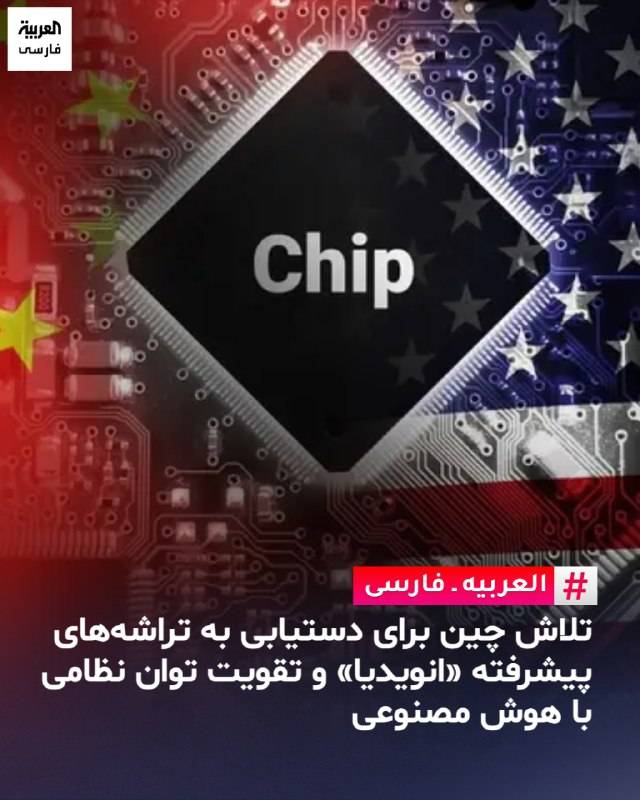 العربية
فارسی
Chip
# العربیه ـ فارسی
تلاش چین برای دستیابی به تراشه‌های
پیشرفته «انویدیا» و تقویت توان نظامی
با هوش مصنوعی